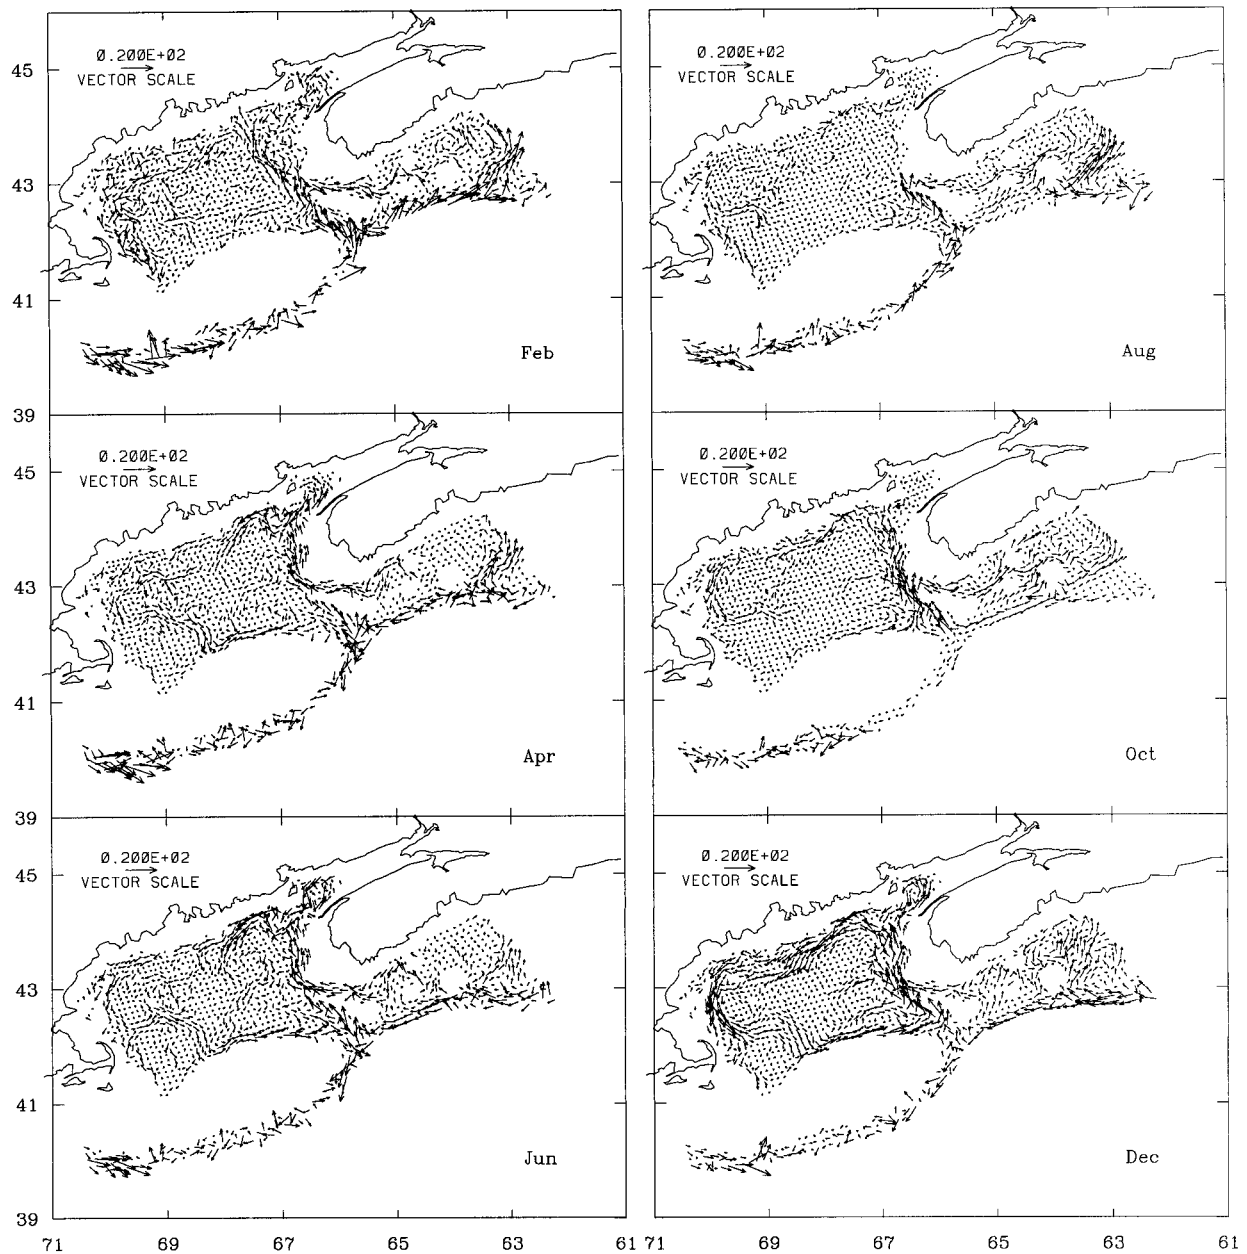 0.200E+02
VECTOR SCALE
45
43
41
Feb
0.200E+02
VECTOR SCALE
Aug
39
0.200E+02
VECTOR SCALE
45
43
41
Apr
0.200E+02
VECTOR SCALE
Oct
39
0.200E+02
VECTOR SCALE
45
43
41
Jun
39
71 69 67 65 63 61
0.200E+02
VECTOR SCALE
Dec
71 69 67 65 63 61